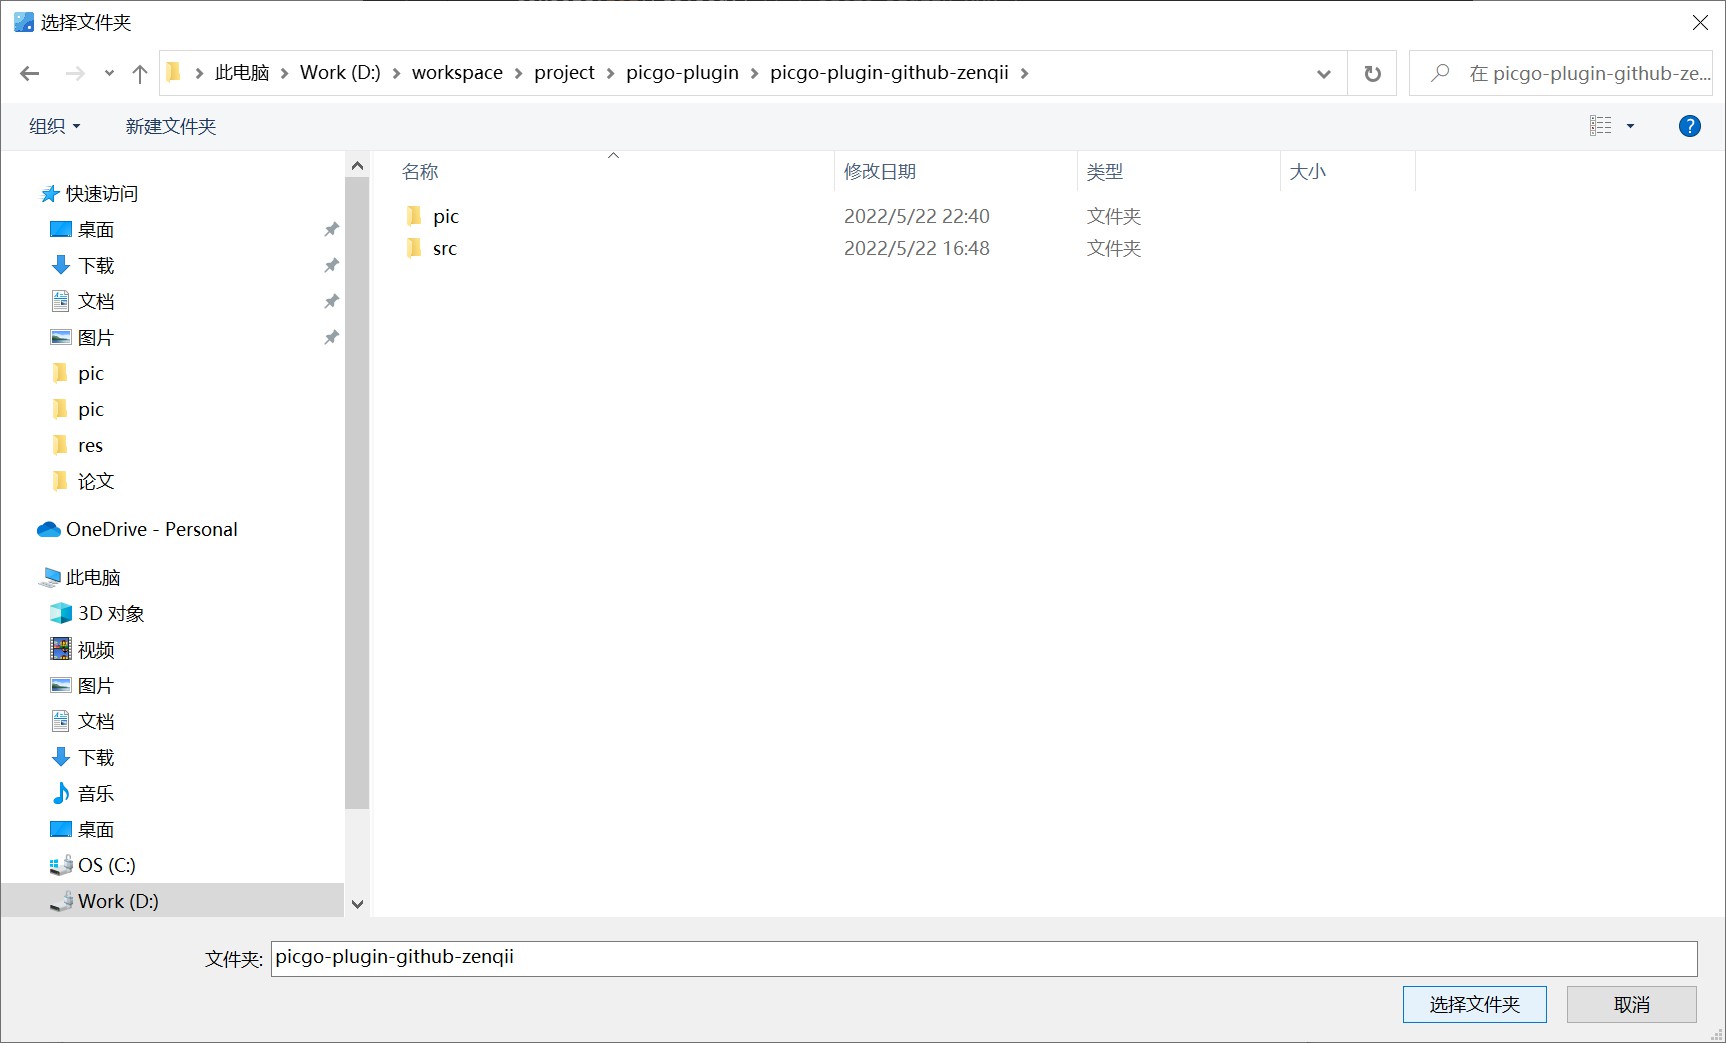 选择文件夹
此电脑 > Work (D:) > workspace > project > picgo-plugin > picgo-plugin-github-zenqii >
在 picgo-plugin-github-ze...
组织
新建文件夹
?
名称 修改日期 类型 大小
pic 2022/5/22 22:40 文件夹
src 2022/5/22 16:48 文件夹
快速访问
桌面
下载
文档
图片
pic
pic
res
论文
OneDrive - Personal
此电脑
3D 对象
视频
图片
文档
下载
音乐
桌面
OS (C:)
Work (D:)
文件夹: picgo-plugin-github-zenqii
选择文件夹 取消